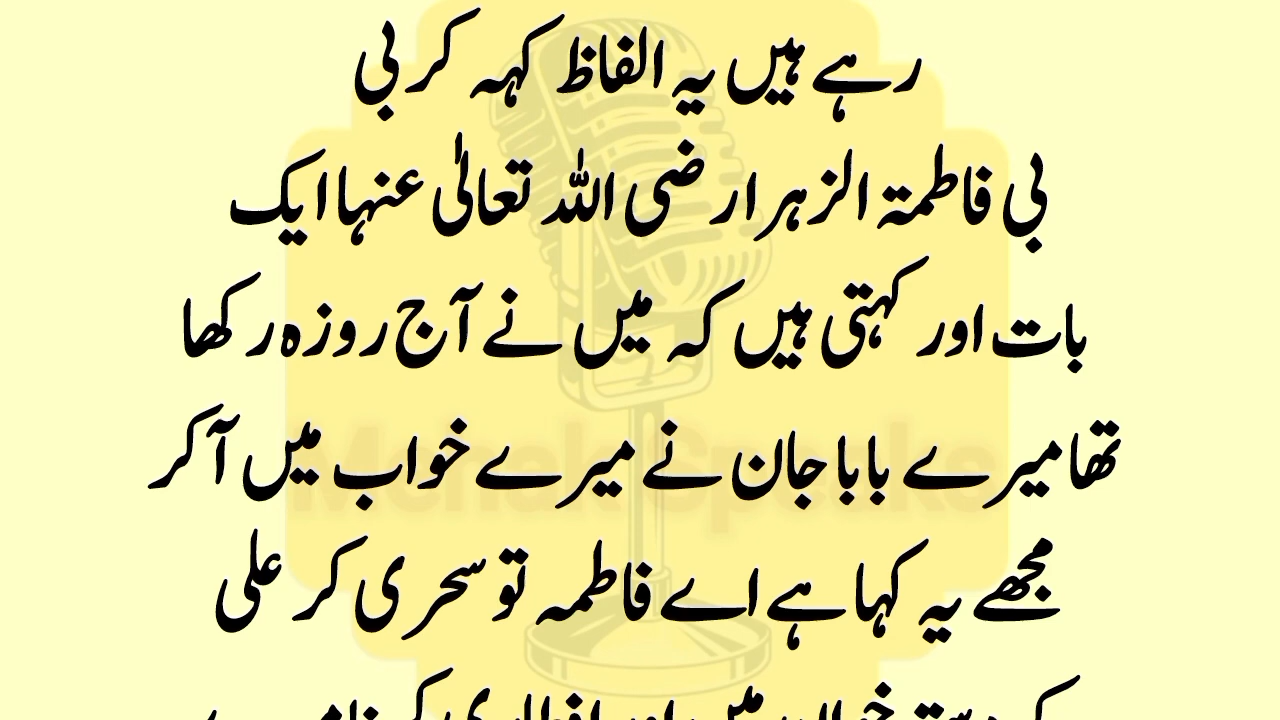 رہے ہیں یہ الفاظ کہہ کر بی
بی فاطمۃ الزہرا رضی اللہ تعالٰی عنہا ایک
بات اور کہتی ہیں کہ میں نے آج روزہ رکھا
تھا میرے بابا جان نے میرے خواب میں آ کر
مجھے یہ کہا ہے اے فاطمہ تو سحری کر علی